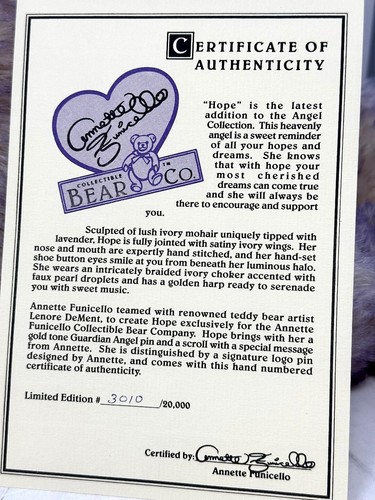 CERTIFICATE OF
AUTHENTICITY
Annette
Funicello
COLLECTIBLE
BEAR CO.
TM
"Hope" is the latest
addition to the Angel
Collection. This heavenly
angel is a sweet reminder
of all your hopes and
dreams. She knows
that with hope your
most cherished
dreams can come true
and she will always be
there to encourage and support
you.
Sculpted of lush ivory mohair uniquely tipped with
lavender, Hope is fully jointed with satiny ivory wings. Her
nose and mouth are expertly hand stitched, and her hand-set
shoe button eyes smile at you from beneath her luminous halo.
She wears an intricately braided ivory choker accented with
faux pearl droplets and has a golden harp ready to serenade
you with sweet music.
Annette Funicello teamed with renowned teddy bear artist
Lenore DeMent, to create Hope exclusively for the Annette
Funicello Collectible Bear Company. Hope brings with her a
gold tone Guardian Angel pin and a scroll with a special message
from Annette. She is distinguished by a signature logo pin
designed by Annette, and comes with this hand numbered
certificate of authenticity.
Limited Edition # 3010 /20,000
Certified by: Annette Funicello
Annette Funicello